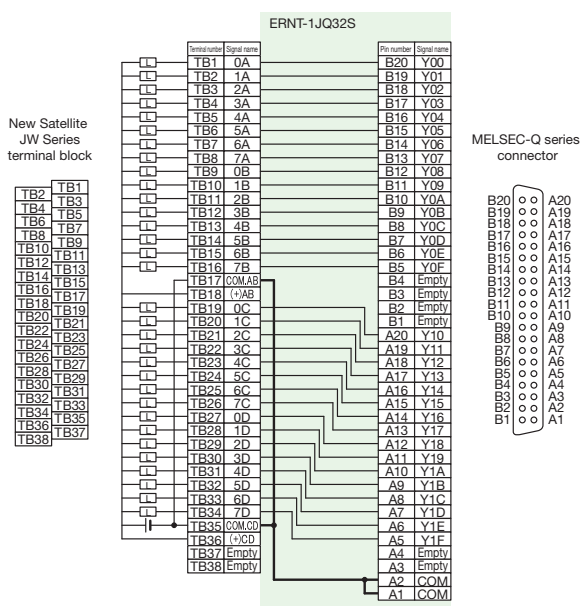 ERNT-1JQ32S
New Satellite
JW Series
terminal block
TB1
TB2
TB3
TB4
TB5
TB6
TB7
TB8
TB9
TB10
TB11
TB12
TB13
TB14
TB15
TB16
TB17
TB18
TB19
TB20
TB21
TB22
TB23
TB24
TB25
TB26
TB27
TB28
TB29
TB30
TB31
TB32
TB33
TB34
TB35
TB36
TB37
TB38
Terminal number Signal name
L TB1 0A
L TB2 1A
L TB3 2A
L TB4 3A
L TB5 4A
L TB6 5A
L TB7 6A
L TB8 7A
L TB9 0B
L TB10 1B
L TB11 2B
L TB12 3B
L TB13 4B
L TB14 5B
L TB15 6B
L TB16 7B
TB17 COM.AB
TB18 (+)AB
L TB19 0C
L TB20 1C
L TB21 2C
L TB22 3C
L TB23 4C
L TB24 5C
L TB25 6C
L TB26 7C
L TB27 0D
L TB28 1D
L TB29 2D
L TB30 3D
L TB31 4D
L TB32 5D
L TB33 6D
L TB34 7D
TB35 COM.CD
TB36 (+)CD
TB37 Empty
TB38 Empty
Pin number Signal name
B20 Y00
B19 Y01
B18 Y02
B17 Y03
B16 Y04
B15 Y05
B14 Y06
B13 Y07
B12 Y08
B11 Y09
B10 Y0A
B9 Y0B
B8 Y0C
B7 Y0D
B6 Y0E
B5 Y0F
B4 Empty
B3 Empty
B2 Empty
B1 Empty
A20 Y10
A19 Y11
A18 Y12
A17 Y13
A16 Y14
A15 Y15
A14 Y16
A13 Y17
A12 Y18
A11 Y19
A10 Y1A
A9 Y1B
A8 Y1C
A7 Y1D
A6 Y1E
A5 Y1F
A4 Empty
A3 Empty
A2 COM
A1 COM
MELSEC-Q series
connector
B20 A20
B19 A19
B18 A18
B17 A17
B16 A16
B15 A15
B14 A14
B13 A13
B12 A12
B11 A11
B10 A10
B9 A9
B8 A8
B7 A7
B6 A6
B5 A5
B4 A4
B3 A3
B2 A2
B1 A1